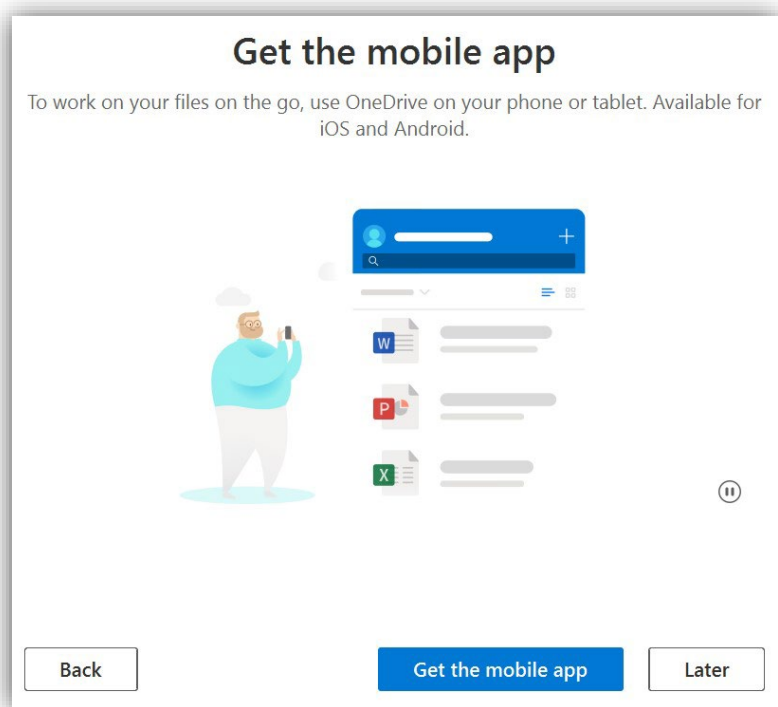 Get the mobile app
To work on your files on the go, use OneDrive on your phone or tablet. Available for
iOS and Android.
W
P
X
Back
Get the mobile app
Later